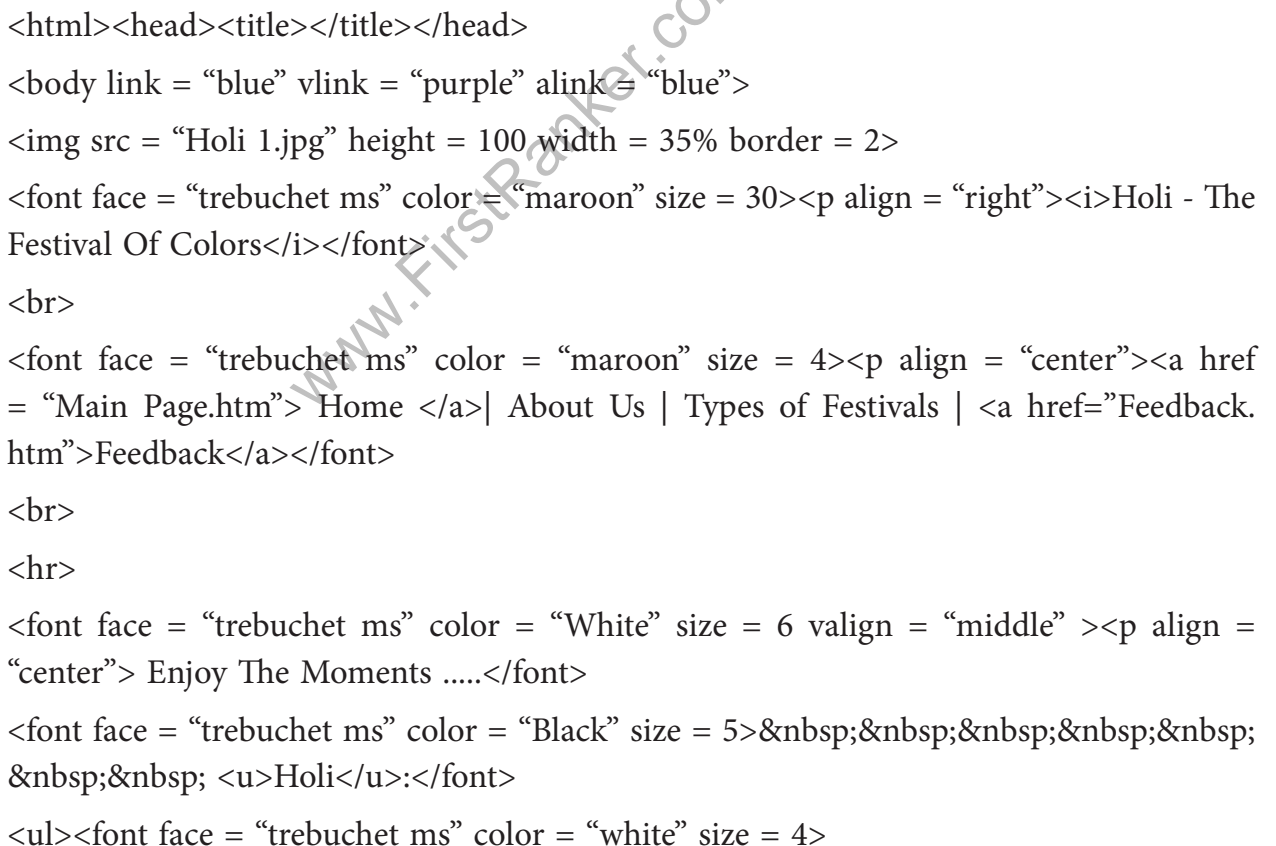 <html><head><title></title></head>
<body link = “blue” vlink = “purple” alink = “blue”>
<img src = “Holi 1.jpg” height = 100 width = 35% border = 2>
<font face = “trebuchet ms” color = “maroon” size = 30><p align = “right”><i>Holi - The
Festival Of Colors</i></font>
<br>
<font face = “trebuchet ms” color = “maroon” size = 4><p align = “center”><a href
= “Main Page.htm”> Home </a>| About Us | Types of Festivals | <a href=”Feedback.
htm”>Feedback</a></font>
<br>
<hr>
<font face = “trebuchet ms” color = “White” size = 6 valign = “middle” ><p align =
“center”> Enjoy The Moments .....</font>
<font face = “trebuchet ms” color = “Black” size = 5>&nbsp;&nbsp;&nbsp;&nbsp;&nbsp;
&nbsp;&nbsp; <u>Holi</u>:</font>
<ul><font face = “trebuchet ms” color = “white” size = 4>
www.FirstRanker.com